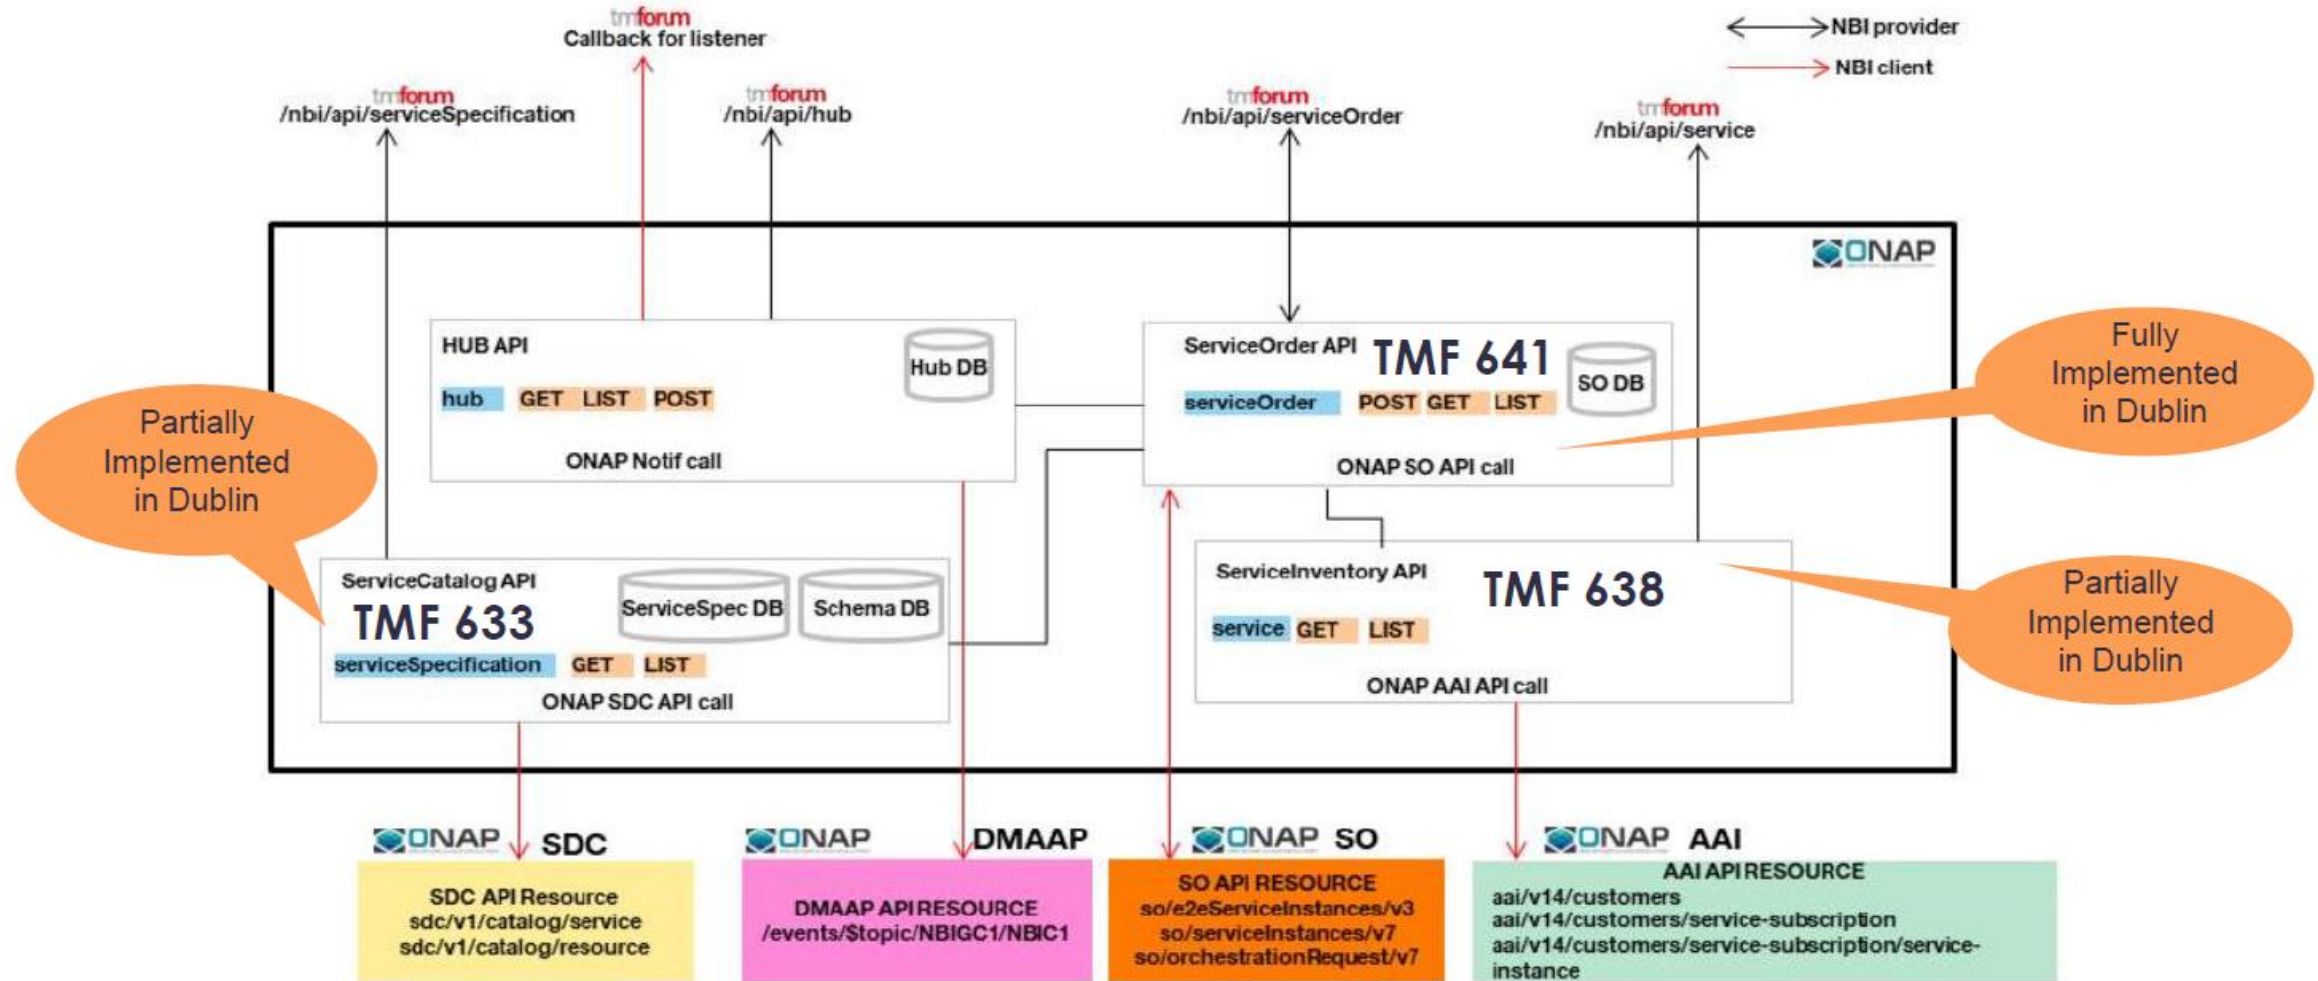 tmforum
Callback for listener
NBI provider
NBI client
tmforum
/nbi/api/serviceSpecification
tmforum
/nbi/api/hub
tmforum
/nbi/api/serviceOrder
tmforum
/nbi/api/service
ONAP
HUB API
Hub DB
hub GET LIST POST
ONAP Notif call
ServiceOrder API TMF 641
SO DB
serviceOrder POST GET LIST
ONAP SO API call
Fully
Implemented
in Dublin
Partially
Implemented
in Dublin
ServiceCatalog API
TMF 633
ServiceSpec DB
Schema DB
serviceSpecification GET LIST
ONAP SDC API call
ServiceInventory API
TMF 638
service GET LIST
ONAP AAI API call
Partially
Implemented
in Dublin
ONAP SDC
SDC API Resource
sdc/v1/catalog/service
sdc/v1/catalog/resource
ONAP DMAAP
DMAAP API RESOURCE
/events/$topic/NBIGC1/NBIC1
ONAP SO
SO API RESOURCE
so/e2eServiceInstances/v3
so/serviceInstances/v7
so/orchestrationRequest/v7
ONAP AAI
AAI API RESOURCE
aai/v14/customers
aai/v14/customers/service-subscription
aai/v14/customers/service-subscription/service-
instance